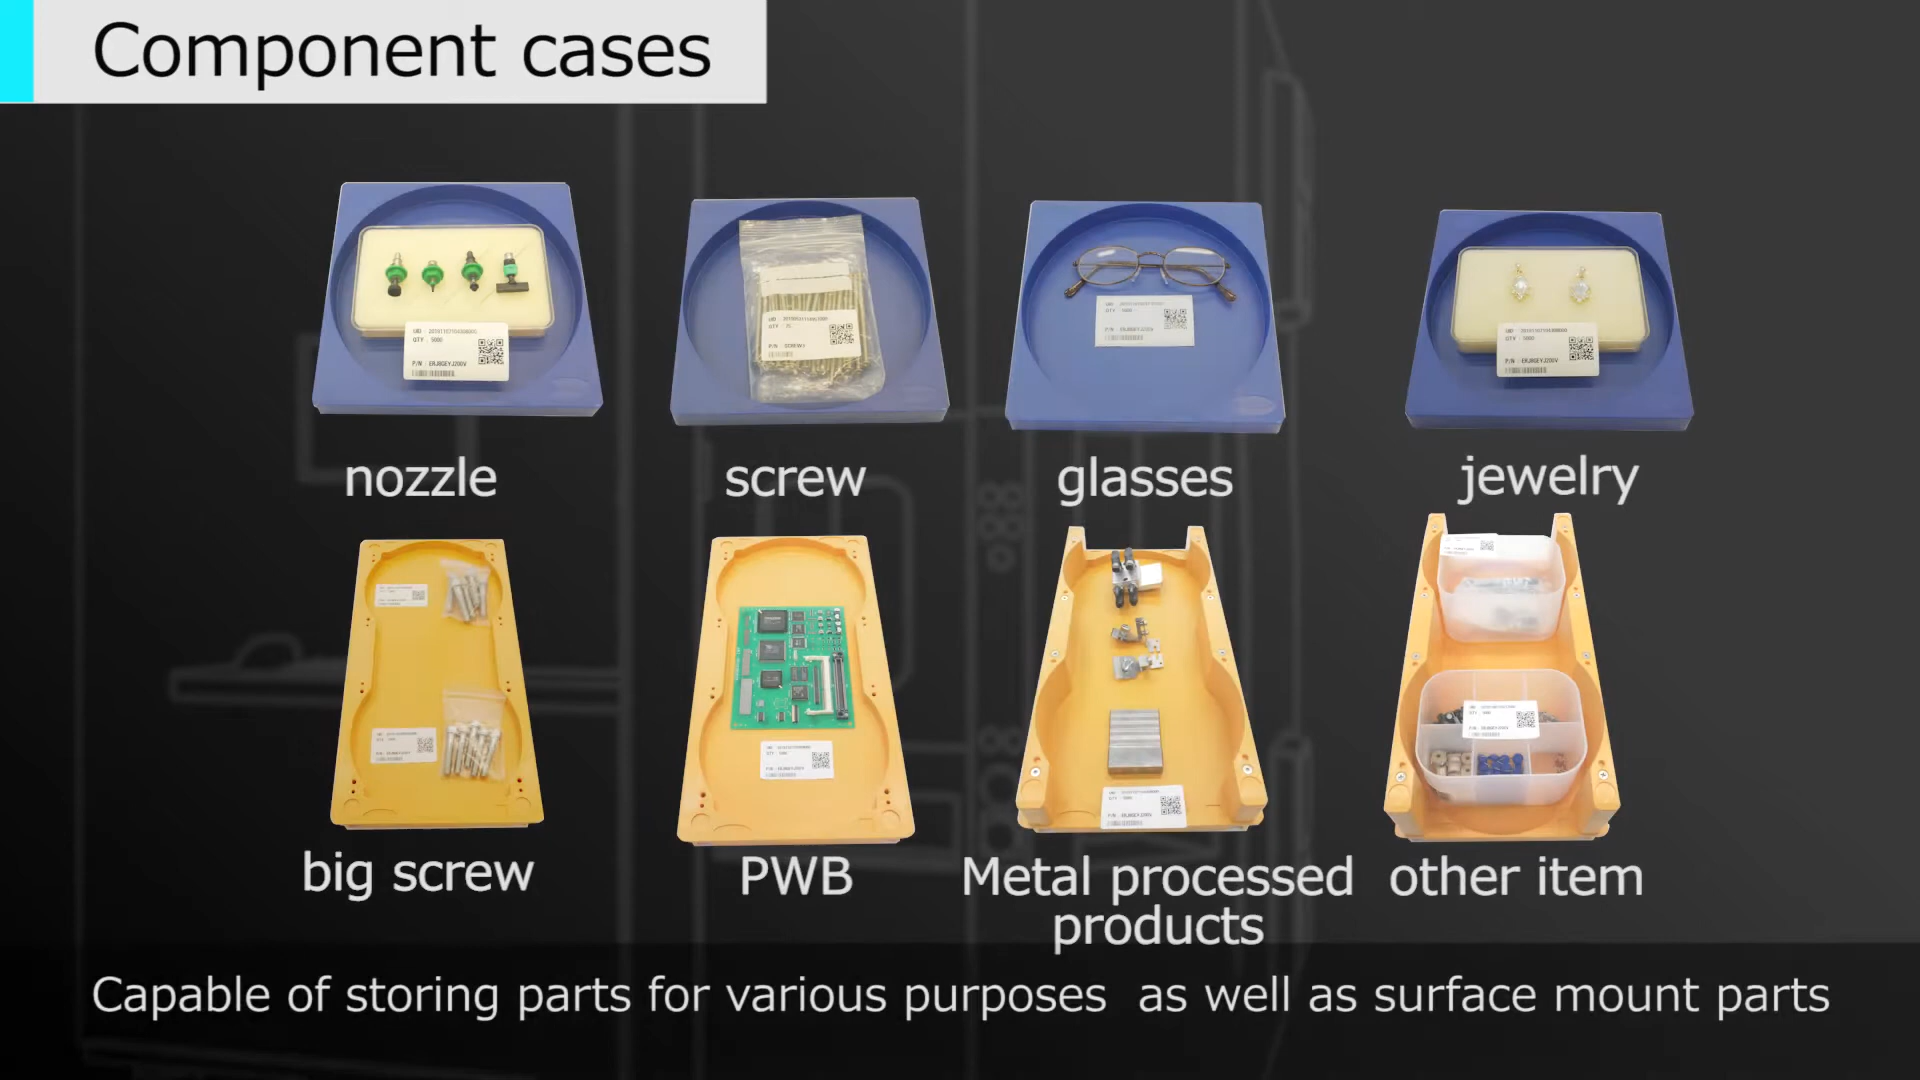 Component cases
nozzle
screw
glasses
jewelry
big screw
PWB
Metal processed
products
other item
Capable of storing parts for various purposes as well as surface mount parts